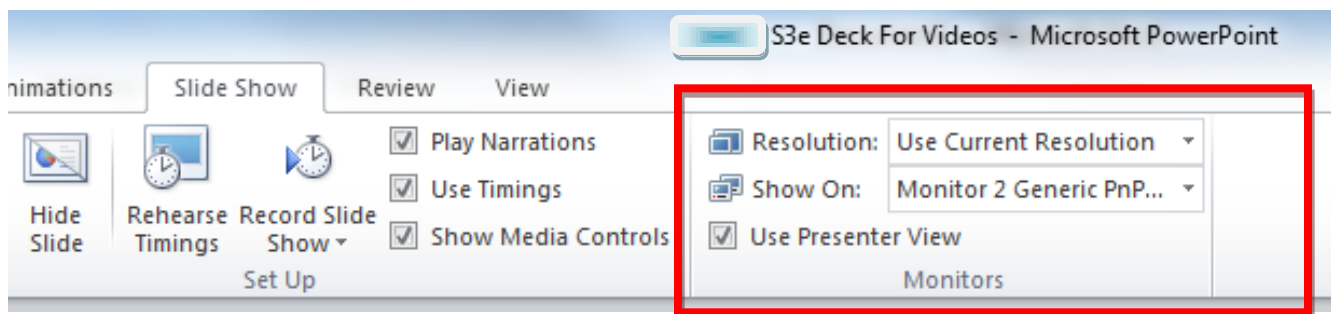 S3e Deck For Videos - Microsoft PowerPoint
nimations Slide Show Review View
Hide Slide
Rehearse Timings
Record Slide Show
Play Narrations
Use Timings
Show Media Controls
Set Up
Resolution: Use Current Resolution
Show On: Monitor 2 Generic PnP...
Use Presenter View
Monitors